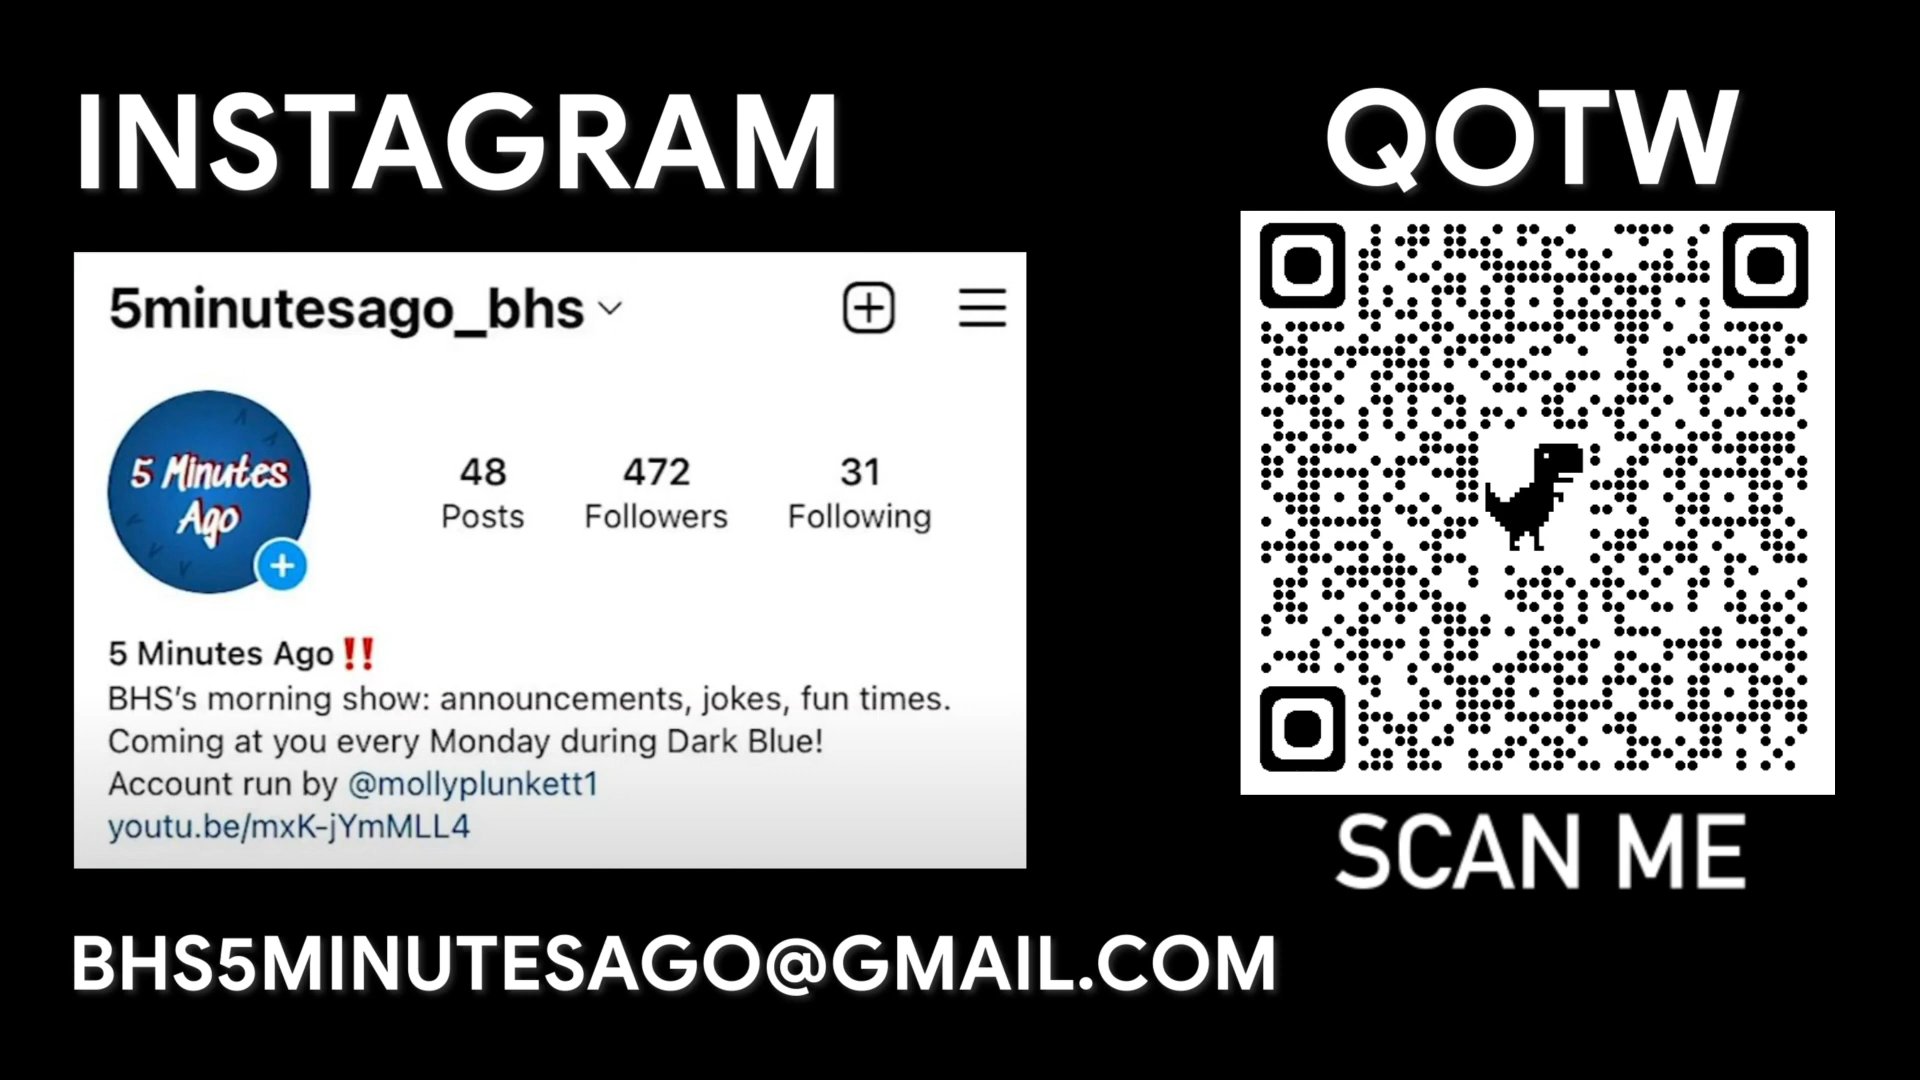 INSTAGRAM
QOTW
5minutesago_bhs
5 Minutes
Ago
48
Posts
472
Followers
31
Following
5 Minutes Ago‼️
BHS's morning show: announcements, jokes, fun times.
Coming at you every Monday during Dark Blue!
Account run by @mollyplunkett1
youtu.be/mxK-jYmMLL4
SCAN ME
BHS5MINUTESAGO@GMAIL.COM